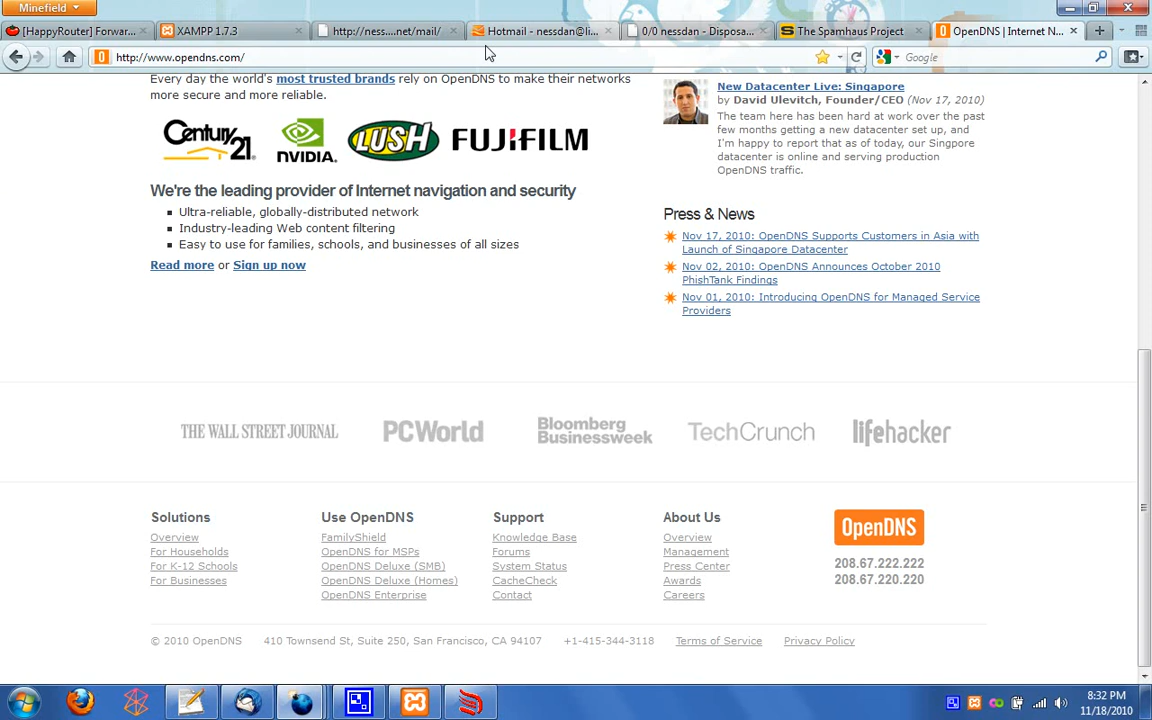 Minefield
[HappyRouter] Forwar...
XAMPP 1.7.3
http://ness....net/mail/
Hotmail - nessdan@li...
0/0 nessdan - Disposa...
The Spamhaus Project
OpenDNS | Internet N...
http://www.opendns.com/
Google
Every day the world's most trusted brands rely on OpenDNS to make their networks
more secure and more reliable.
Century 21
NVIDIA.
LUSH
FUJIFILM
We're the leading provider of Internet navigation and security
Ultra-reliable, globally-distributed network
Industry-leading Web content filtering
Easy to use for families, schools, and businesses of all sizes
Read more or Sign up now
New Datacenter Live: Singapore
by David Ulevitch, Founder/CEO (Nov 17, 2010)
The team here has been hard at work over the past
few months getting a new datacenter set up, and
I'm happy to report that as of today, our Singpore
datacenter is online and serving production
OpenDNS traffic.
Press & News
Nov 17, 2010: OpenDNS Supports Customers in Asia with
Launch of Singapore Datacenter
Nov 02, 2010: OpenDNS Announces October 2010
PhishTank Findings
Nov 01, 2010: Introducing OpenDNS for Managed Service
Providers
THE WALL STREET JOURNAL
PCWorld
Bloomberg
Businessweek
TechCrunch
lifehacker
Solutions
Overview
For Households
For K-12 Schools
For Businesses
Use OpenDNS
FamilyShield
OpenDNS for MSPs
OpenDNS Deluxe (SMB)
OpenDNS Deluxe (Homes)
OpenDNS Enterprise
Support
Knowledge Base
Forums
System Status
CacheCheck
Contact
About Us
Overview
Management
Press Center
Awards
Careers
OpenDNS
208.67.222.222
208.67.220.220
© 2010 OpenDNS 410 Townsend St, Suite 250, San Francisco, CA 94107 +1-415-344-3118 Terms of Service Privacy Policy
8:32 PM
11/18/2010